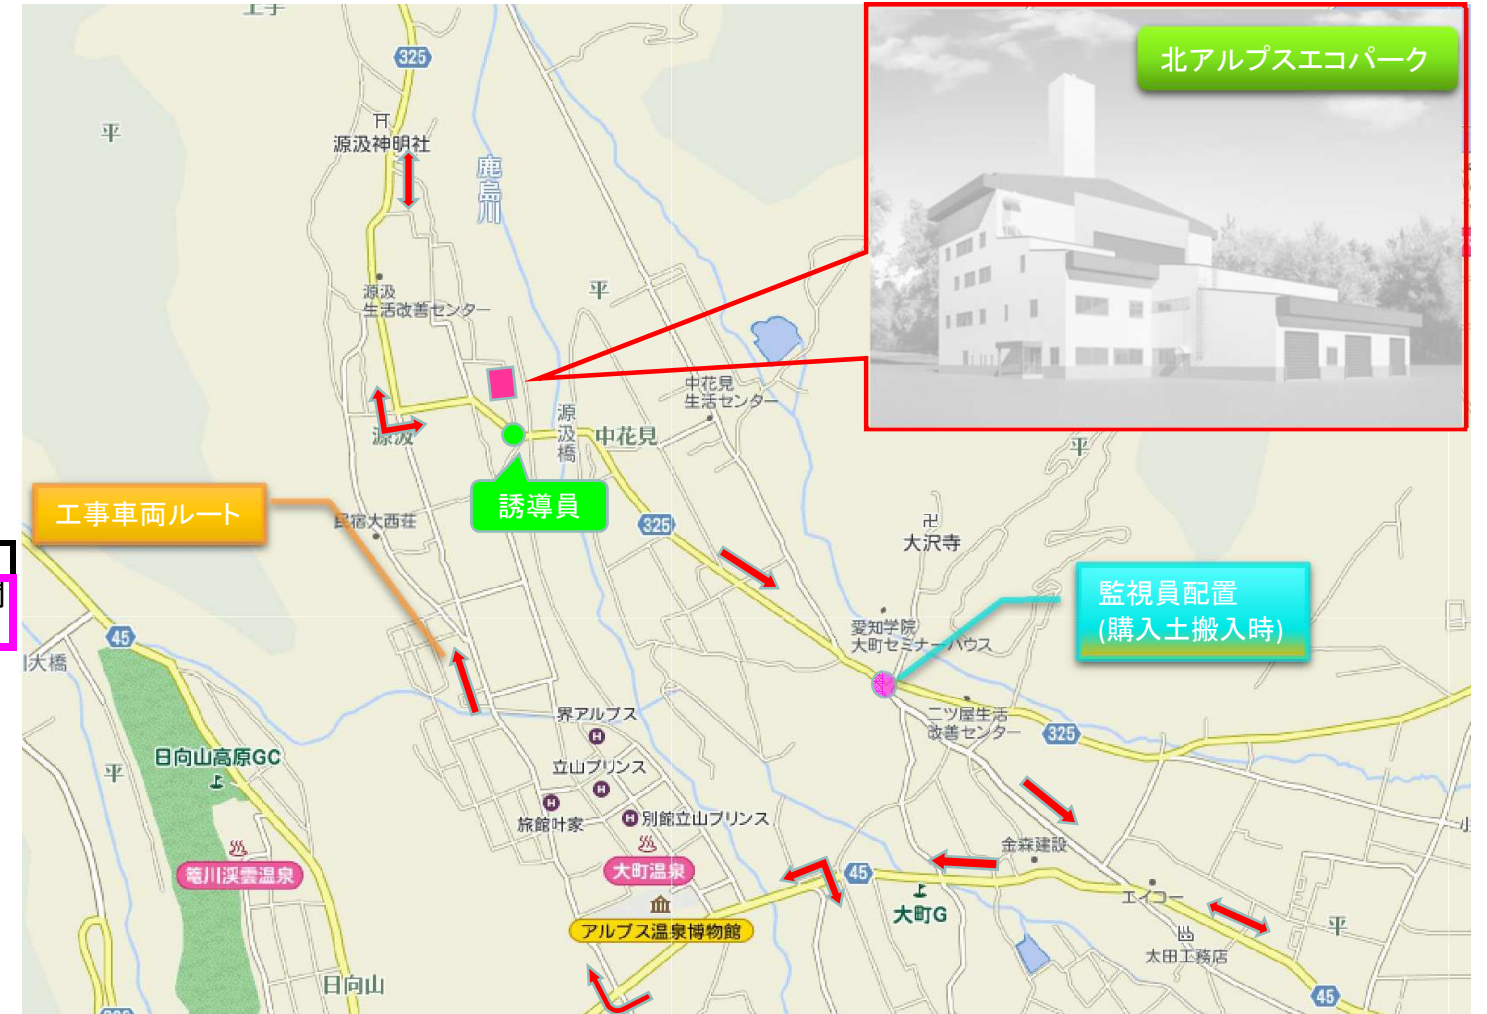 325
平
源汲神明社
鹿島川
北アルプスエコパーク
源汲
生活改善センター
平
中花見
生活センター
源汲
源汲橋
中花見
平
工事車両ルート
誘導員
民宿大西荘
325
卍
大沢寺
監視員配置
(購入土搬入時)
愛知学院
大町セミナーハウス
45
大橋
二ツ屋生活
改善センター
325
界アルプス
H
日向山高原GC
平
立山プリンス
H
旅館叶家
H
H 別館立山プリンス
金森建設
篭川渓雲温泉
大町温泉
45
大町G
エイコー
アルプス温泉博物館
平
太田工務店
日向山
45